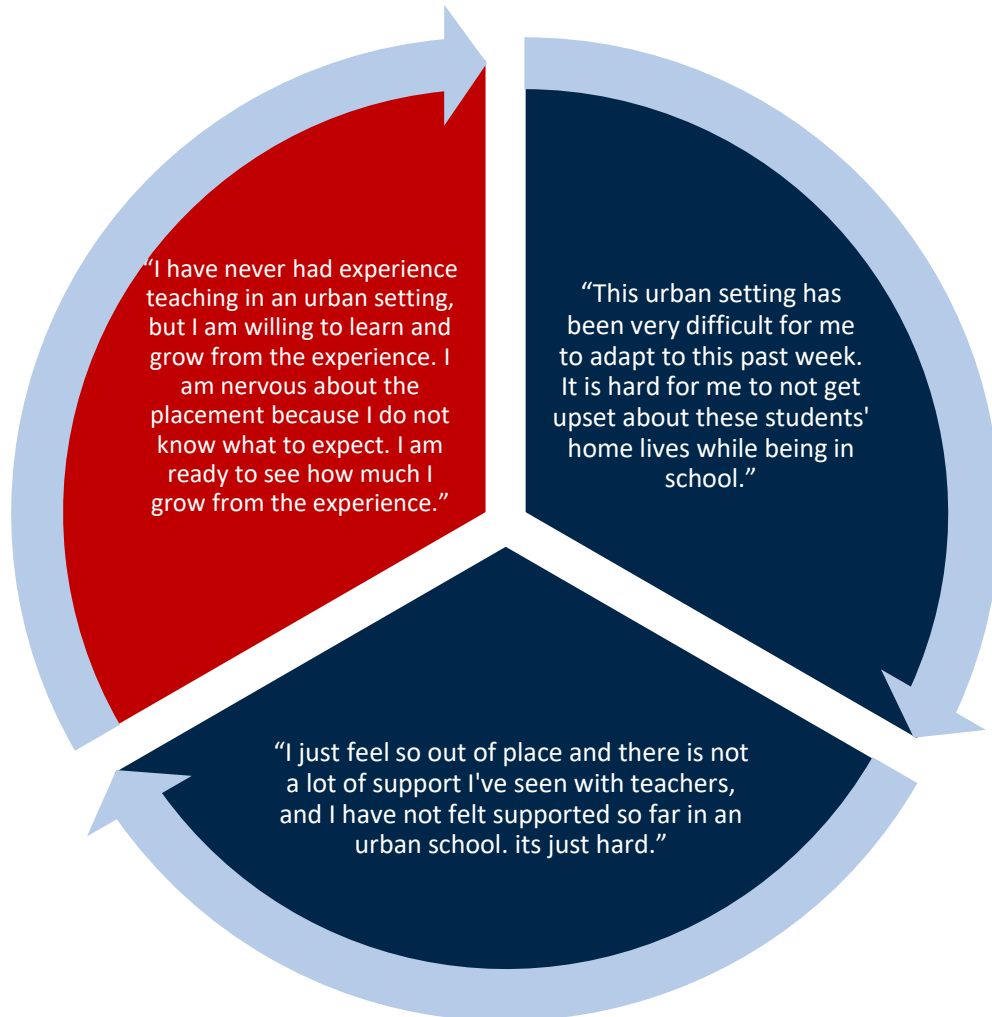 “I have never had experience
teaching in an urban setting,
but I am willing to learn and
grow from the experience. I
am nervous about the
placement because I do not
know what to expect. I am
ready to see how much I
grow from the experience.”
“This urban setting has
been very difficult for me
to adapt to this past week.
It is hard for me to not get
upset about these students'
home lives while being in
school.”
“I just feel so out of place and there is not
a lot of support I've seen with teachers,
and I have not felt supported so far in an
urban school. its just hard.”